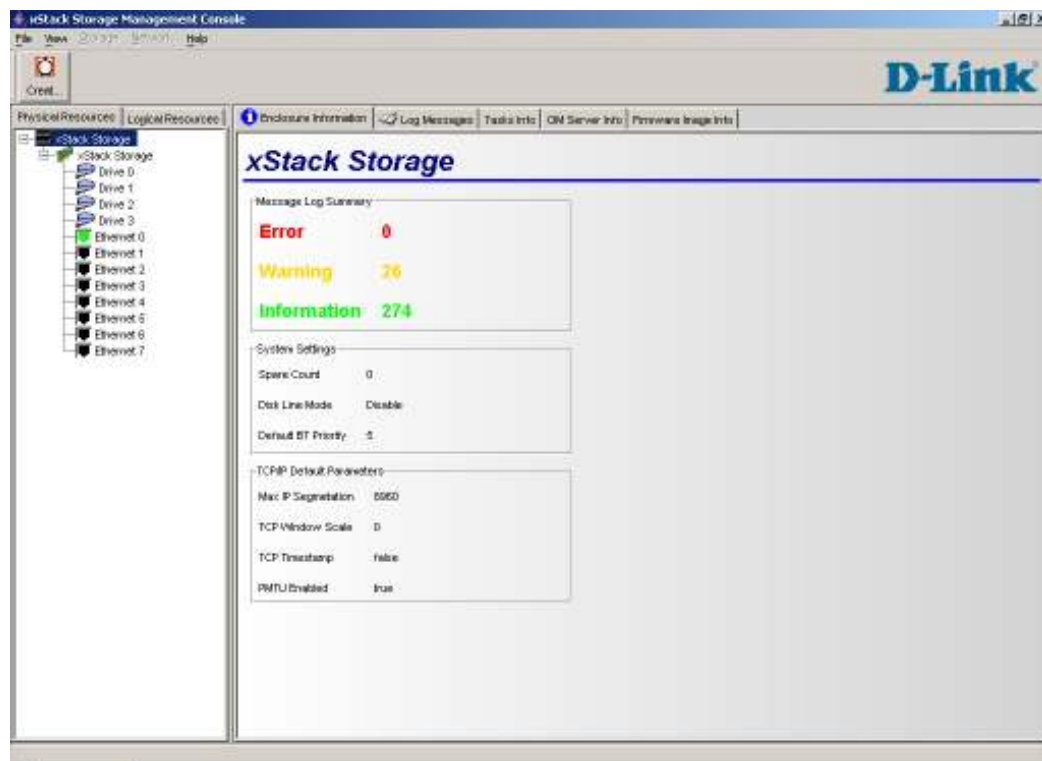 xStack Storage Management Console
File View Storage Network Help
Creat...
D-Link
Physical Resources Logical Resources
Enclosure Information Log Messages Tasks Info OM Server Info Firmware Image Info
xStack Storage
xStack Storage
Drive 0
Drive 1
Drive 2
Drive 3
Ethernet 0
Ethernet 1
Ethernet 2
Ethernet 3
Ethernet 4
Ethernet 5
Ethernet 6
Ethernet 7
xStack Storage
Message Log Summary
Error 0
Warning 26
Information 274
System Settings
Spare Count 0
Disk Line Mode Disable
Default BT Priority 5
TCP/IP Default Parameters
Max IP Segmetation 8960
TCP Window Scale 0
TCP Timestamp false
PMTU Enabled true